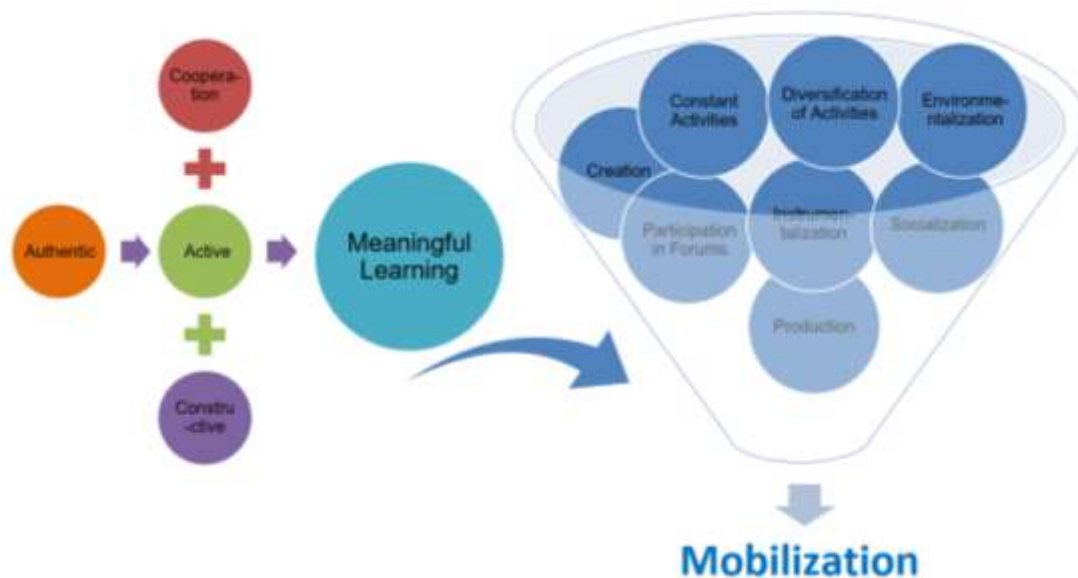 Coopera-
tion
Authentic
Active
Constru
-ctive
Meaningful
Learning
Constant
Activities
Diversification
of Activities
Environme-
ntalization
Creation
Participation
in Forums
Instrumen-
talization
Socialization
Production
Mobilization